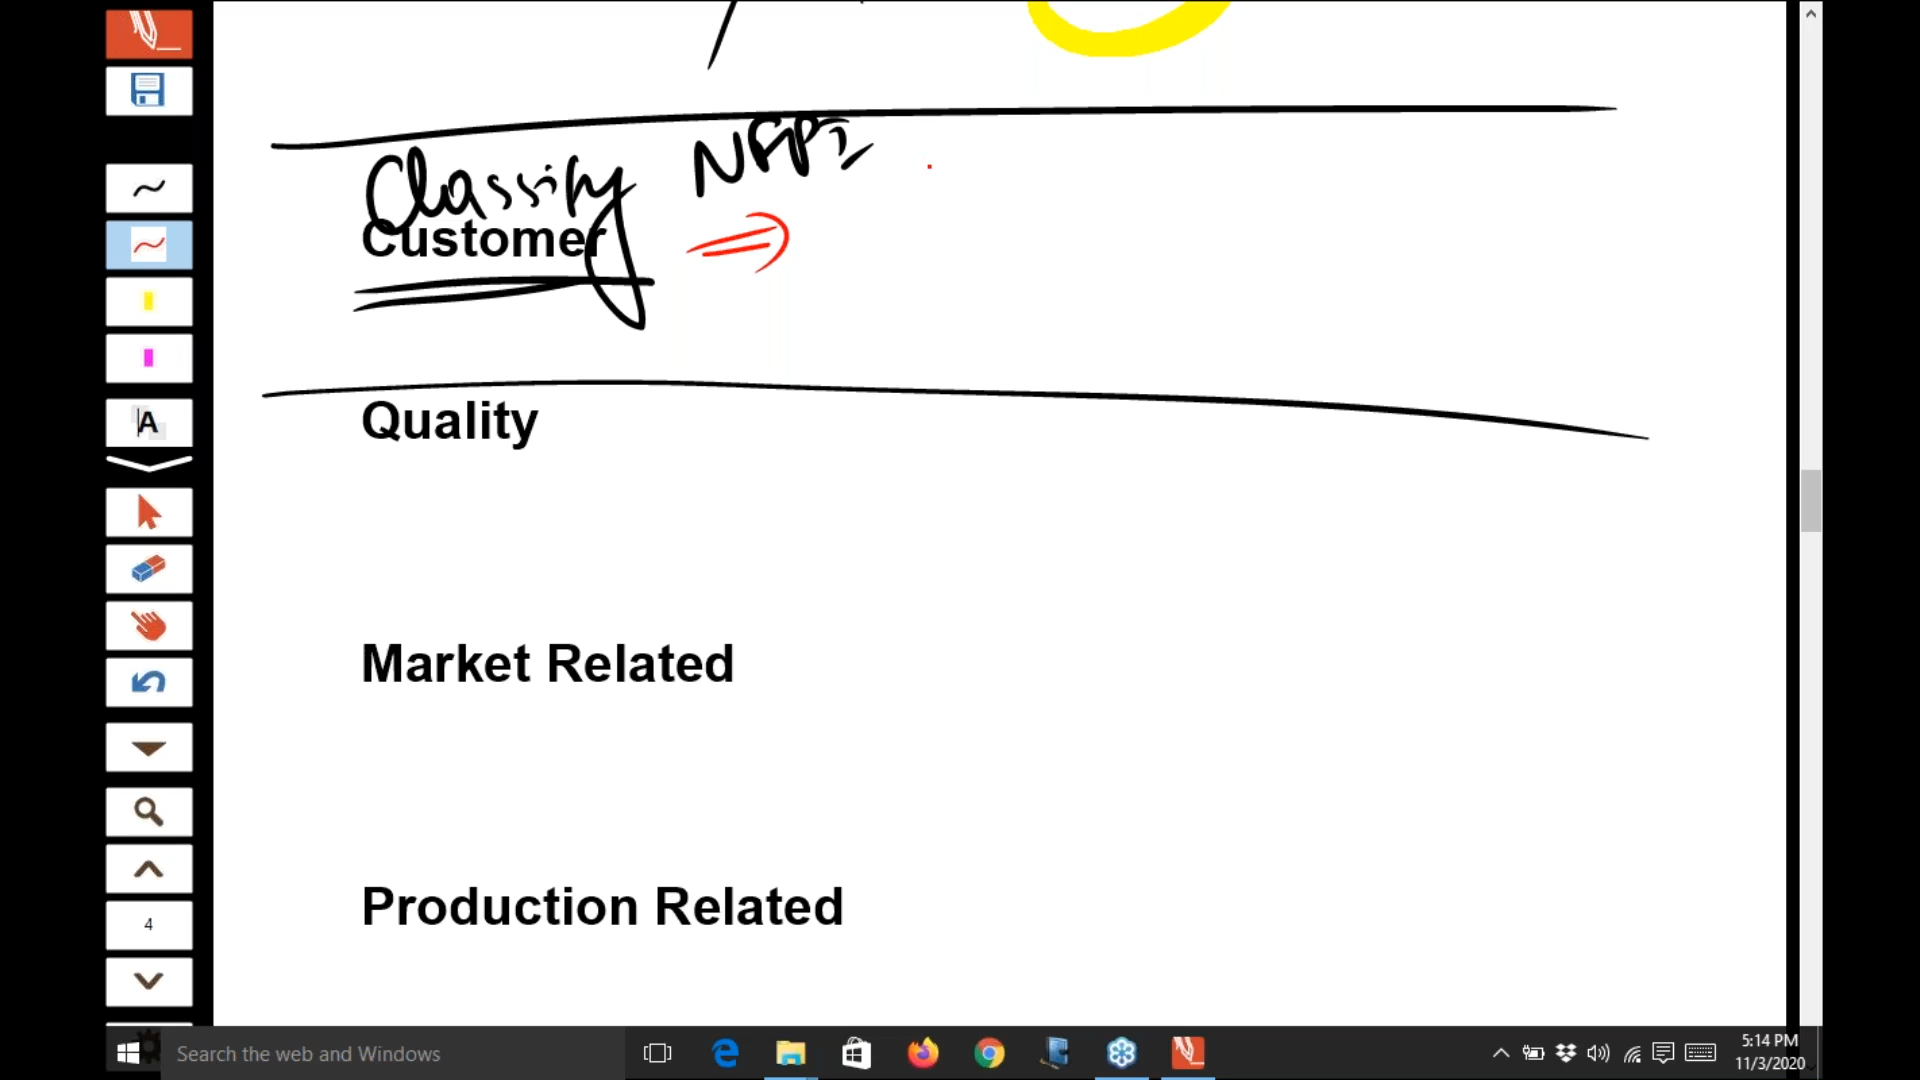 Classify NFPI
Customer
Quality
Market Related
Production Related
A
4
Search the web and Windows
5:14 PM
11/3/2020